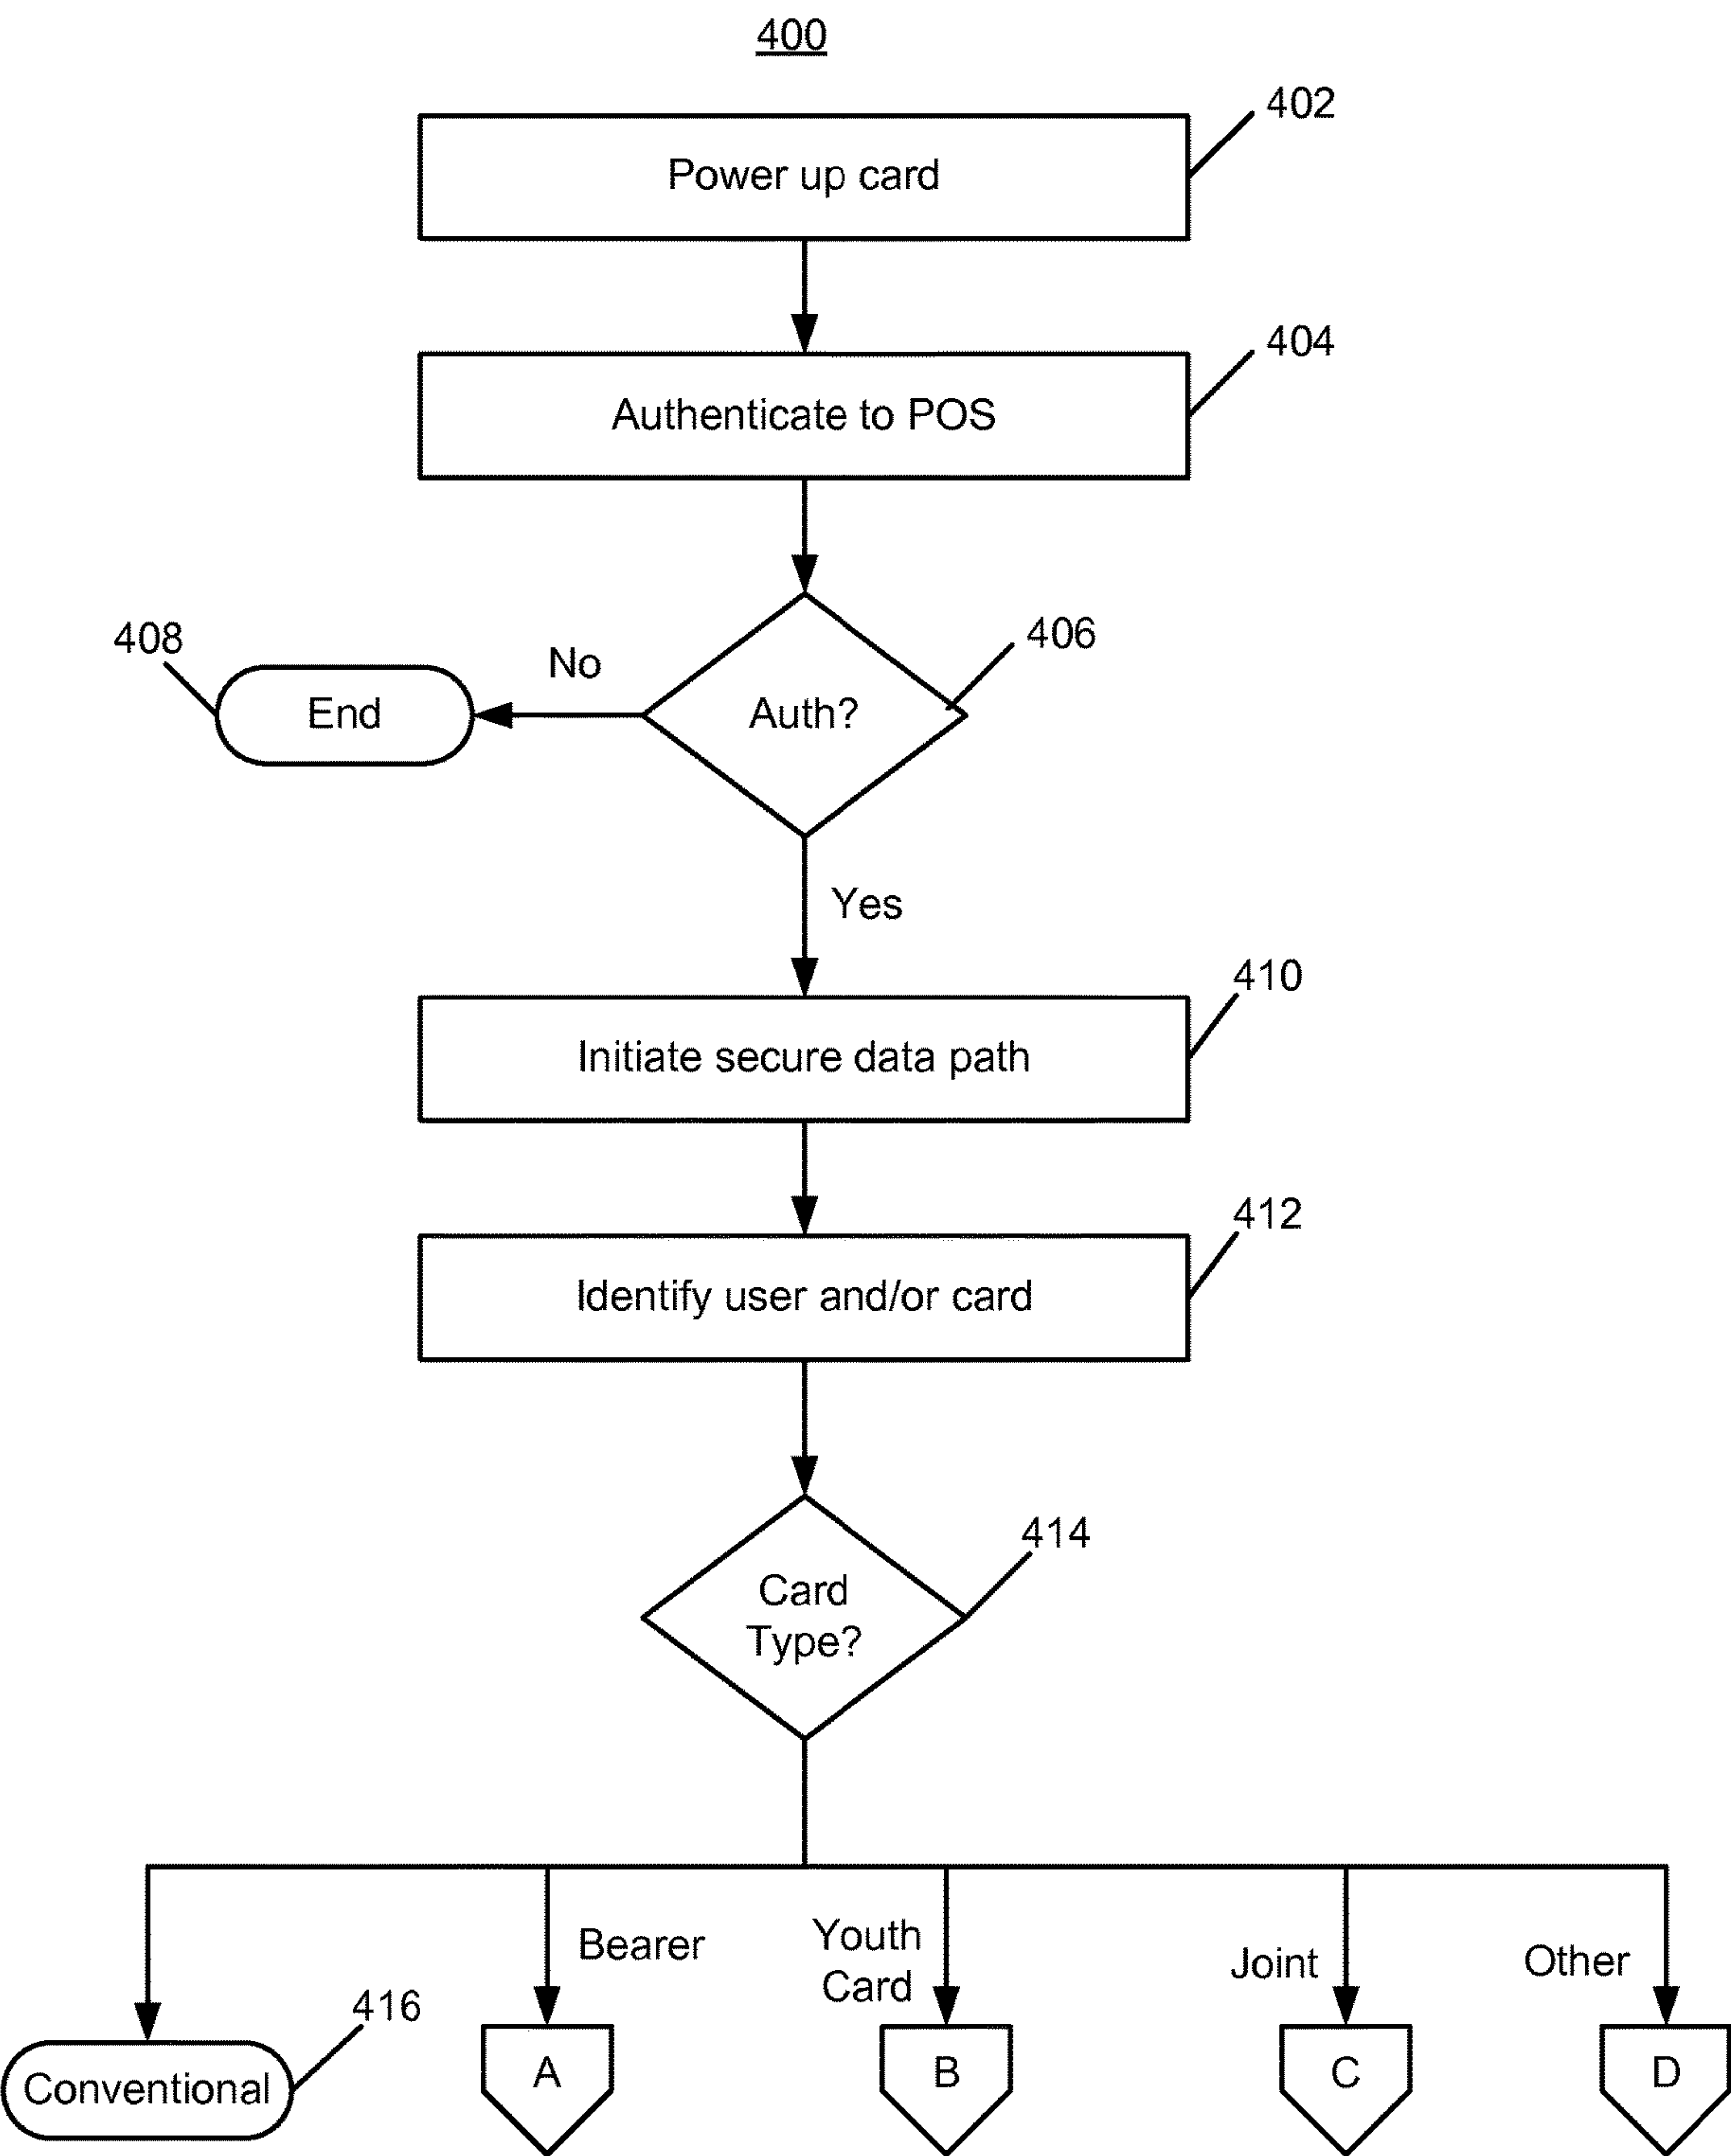 400
402
Power up card
404
Authenticate to POS
408
406
No
End
Auth?
Yes
410
Initiate secure data path
412
Identify user and/or card
414
Card
Type?
Bearer
Youth
Card
Joint
Other
416
Conventional
A
B
C
D